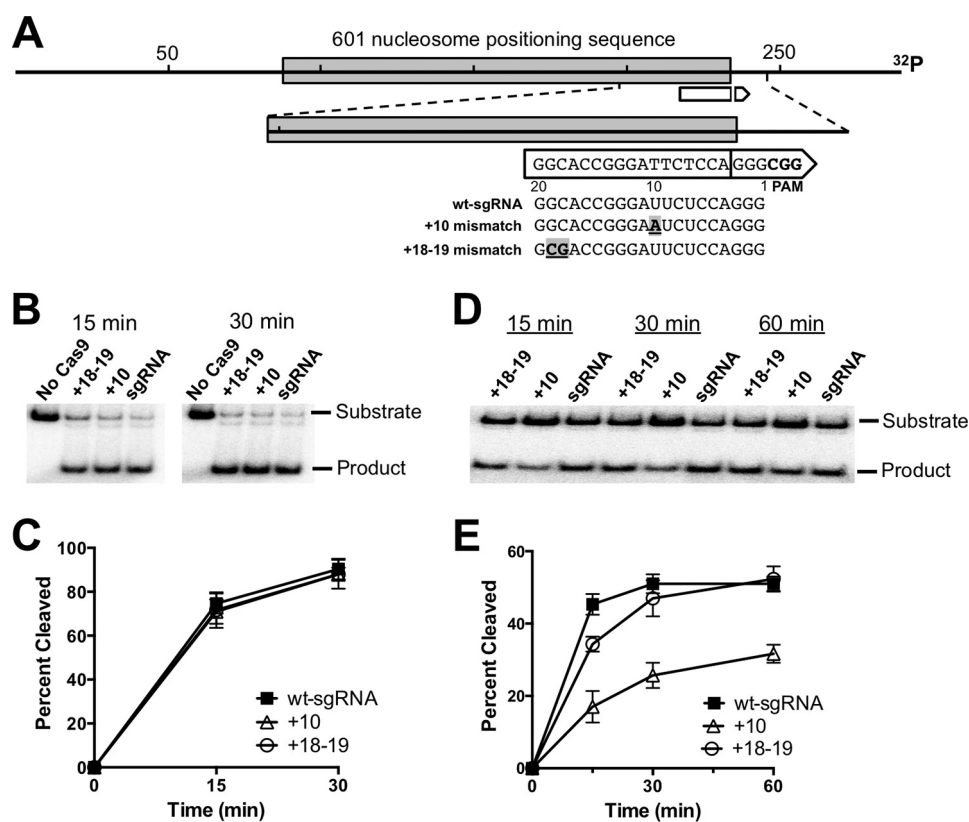 A
601 nucleosome positioning sequence
50
250
32P
GGCACCGGGATTCTCCAGGGCGG
20
10
1 PAM
wt-sgRNA GGCACCGGGAUUCUCCAGGG
+10 mismatch GGCACCGGGAAUCUCCAGGG
+18-19 mismatch GCGACCGGGAUUCUCCAGGG
B
15 min
30 min
No Cas9
+18-19
+10
sgRNA
No Cas9
+18-19
+10
sgRNA
Substrate
Product
D
15 min
30 min
60 min
+18-19
+10
sgRNA
+18-19
+10
sgRNA
+18-19
+10
sgRNA
Substrate
Product
C
Percent Cleaved
100
80
60
40
20
0
0
15
30
Time (min)
wt-sgRNA
+10
+18-19
E
Percent Cleaved
60
40
20
0
0
30
60
Time (min)
wt-sgRNA
+10
+18-19